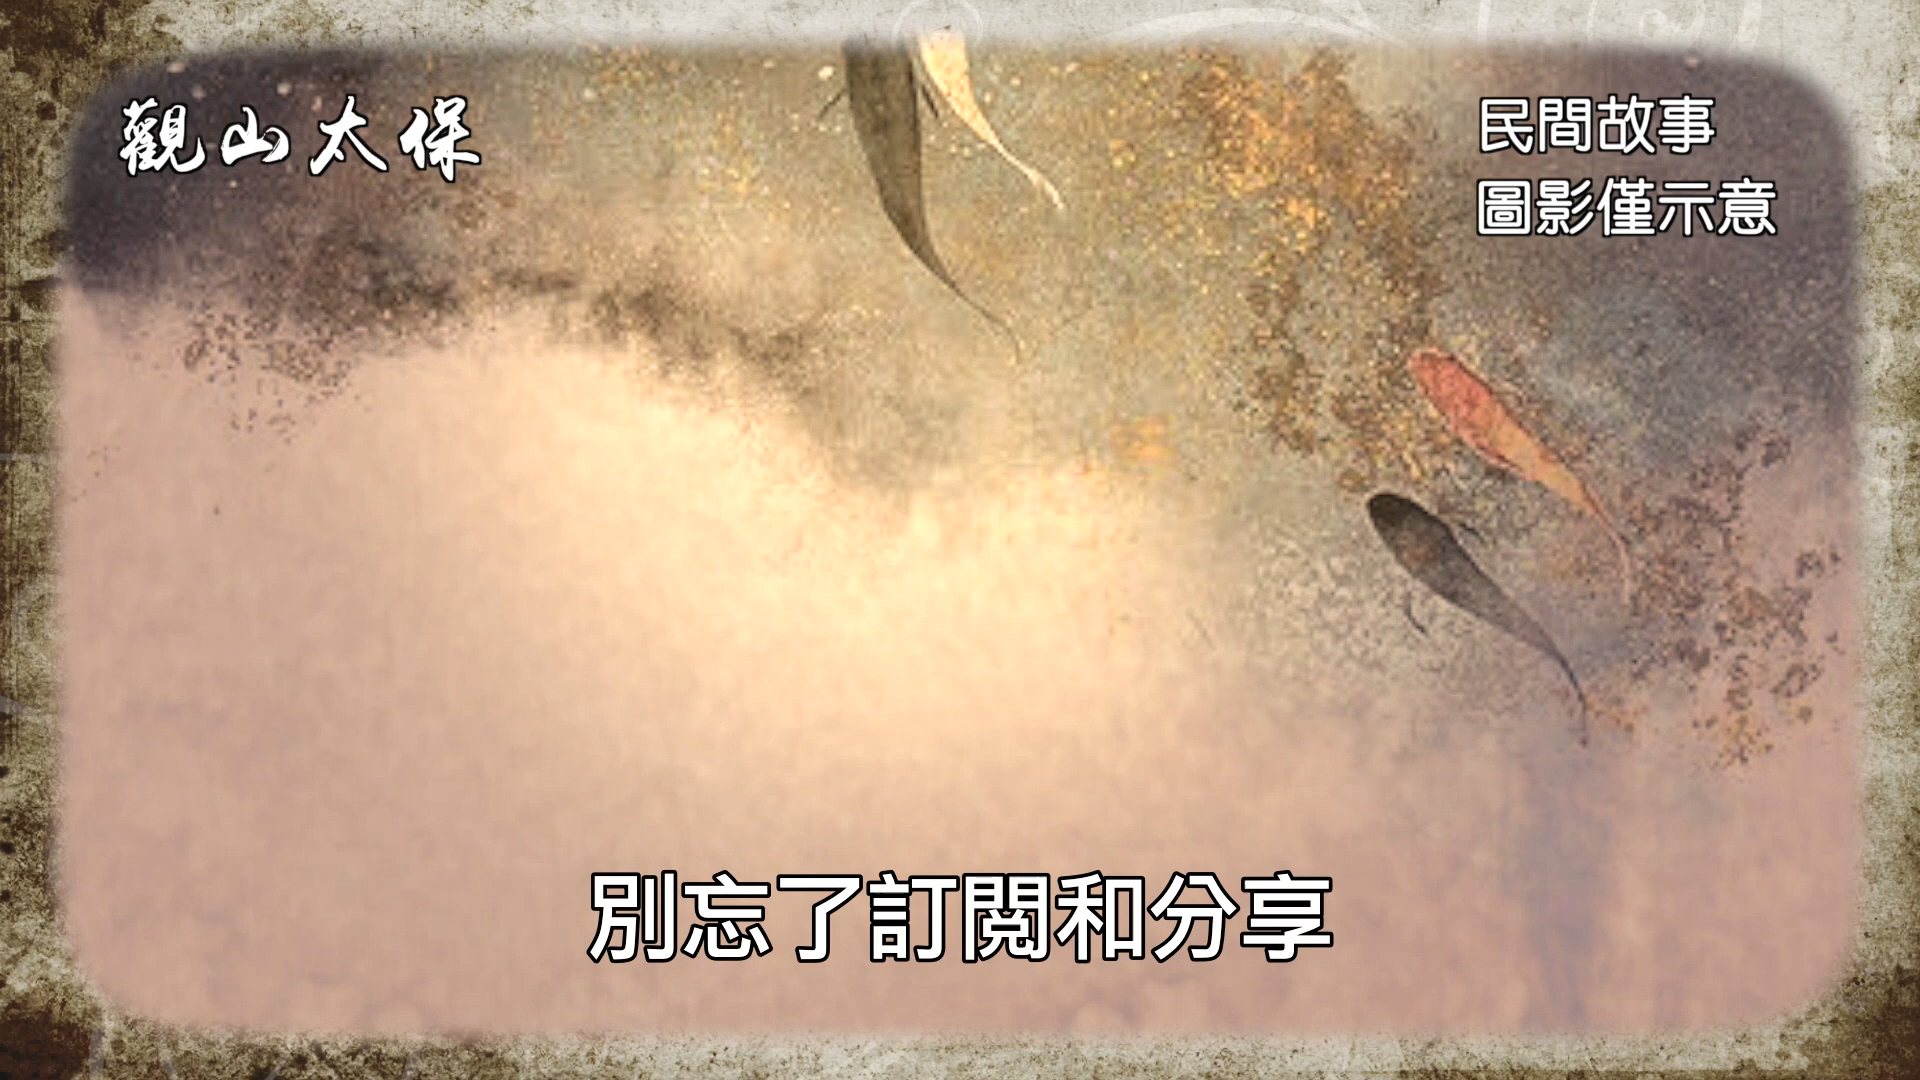 觀山太保
民間故事
圖影僅示意
別忘了訂閱和分享